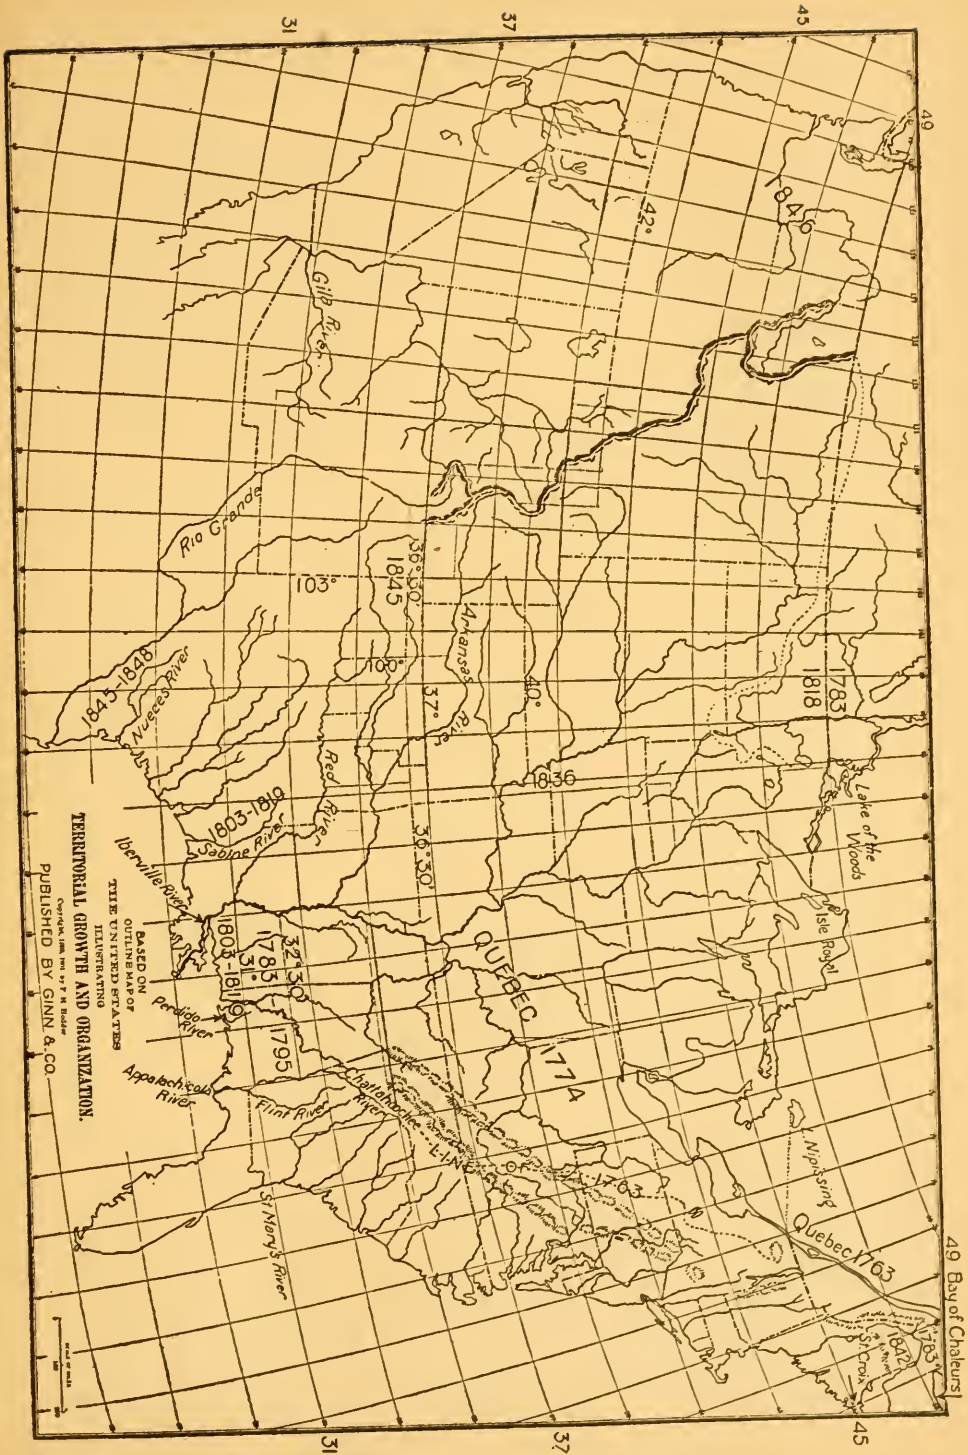 49
45
37
31
1846
42°
Gila River
Rio Grande
103°
36° 30'
1845
100°
37°
Arkansas River
40°
1783
1818
Lake of the Woods
1845-1848
Nueces River
Red River
1836
1803-1819
Sabine River
36° 30'
Iberville River
Isle Royal
QUEBEC 1774
1803-1819
31°
1783
32° 30'
1795
Perdido River
Appalachicola River
Flint River
Chattahoochee River
LINE OF 1763
St Mary's River
L. Nipissing
Quebec 1763
49 Bay of Chaleurs
1783
1842
St. Croix
45
37
31
BASED ON
OUTLINE MAP OF
THE UNITED STATES
ILLUSTRATING
TERRITORIAL GROWTH AND ORGANIZATION.
PUBLISHED BY GINN & CO.